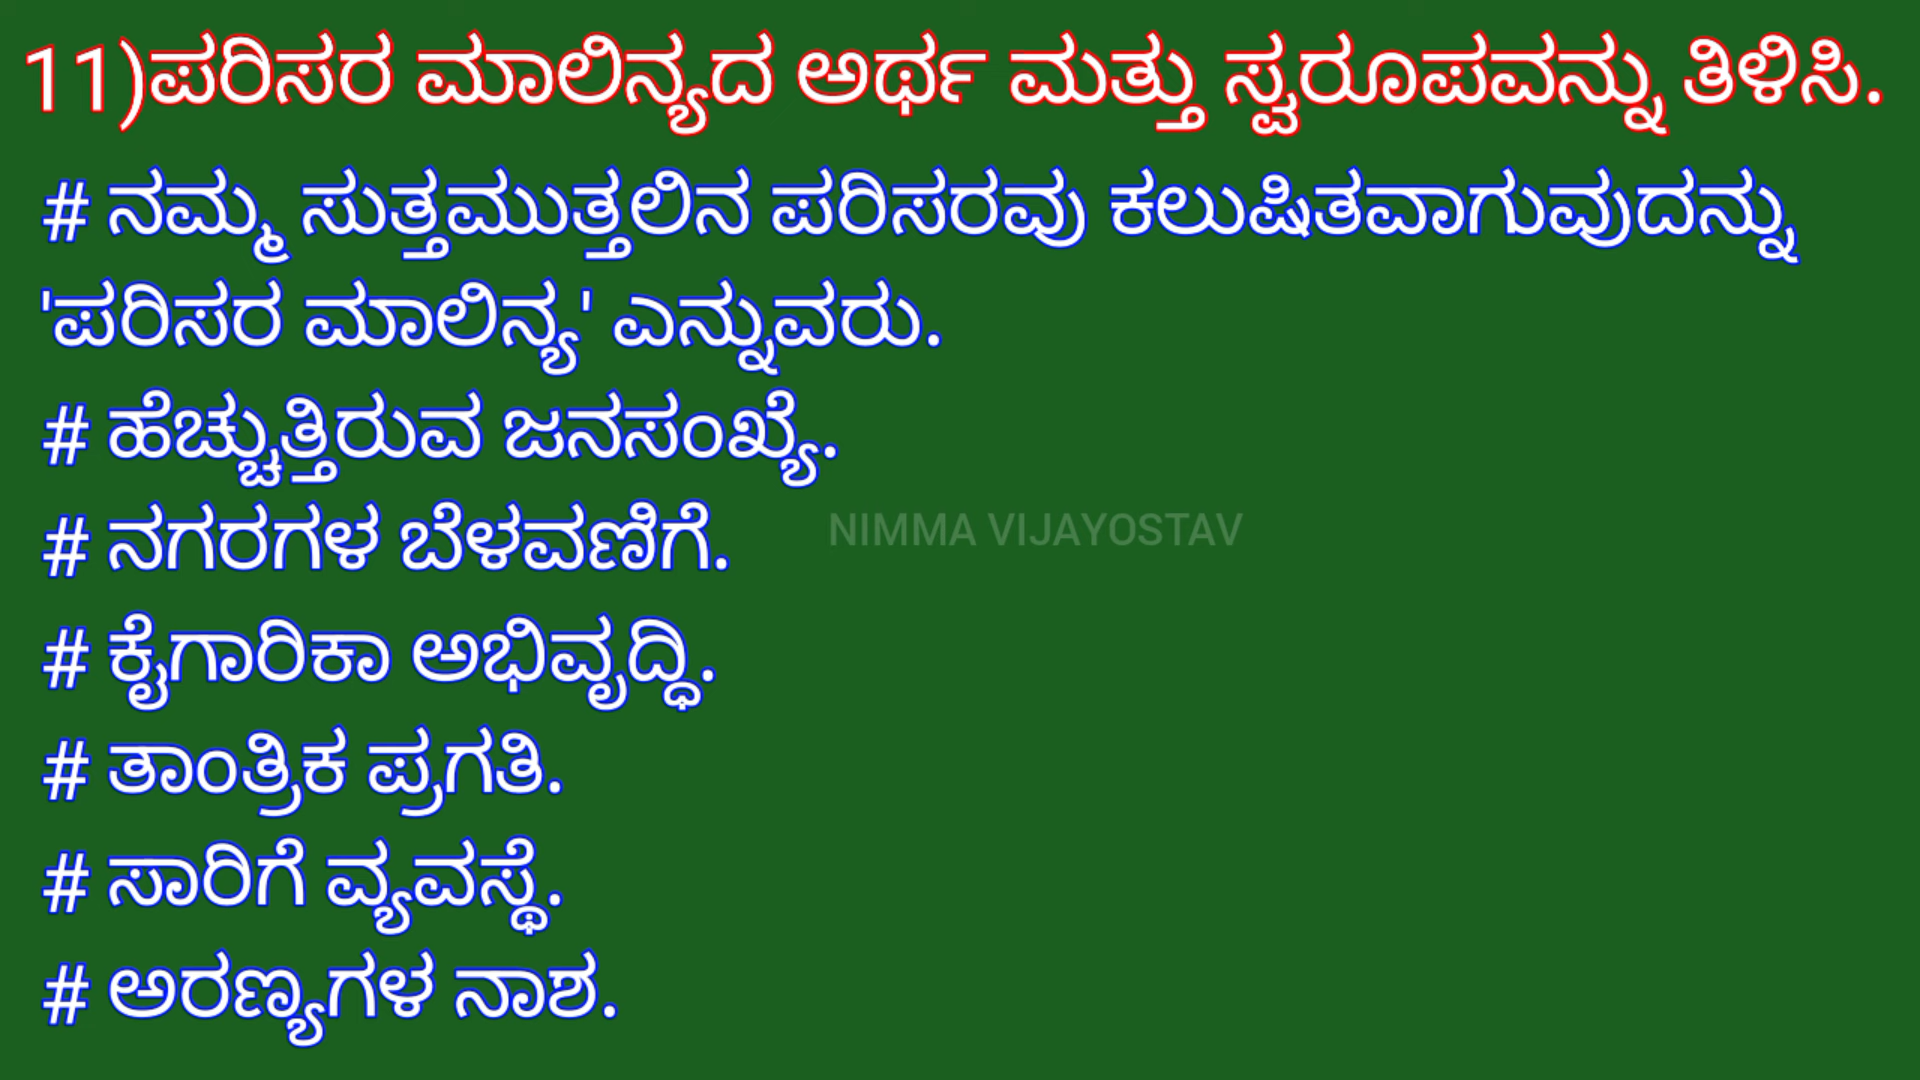 11)ಪರಿಸರ ಮಾಲಿನ್ಯದ ಅರ್ಥ ಮತ್ತು ಸ್ವರೂಪವನ್ನು ತಿಳಿಸಿ.
# ನಮ್ಮ ಸುತ್ತಮುತ್ತಲಿನ ಪರಿಸರವು ಕಲುಷಿತವಾಗುವುದನ್ನು
'ಪರಿಸರ ಮಾಲಿನ್ಯ' ಎನ್ನುವರು.
# ಹೆಚ್ಚುತ್ತಿರುವ ಜನಸಂಖ್ಯೆ.
# ನಗರಗಳ ಬೆಳವಣಿಗೆ.
NIMMA VIJAYOSTAV
# ಕೈಗಾರಿಕಾ ಅಭಿವೃದ್ಧಿ.
# ತಾಂತ್ರಿಕ ಪ್ರಗತಿ.
# ಸಾರಿಗೆ ವ್ಯವಸ್ಥೆ.
# ಅರಣ್ಯಗಳ ನಾಶ.